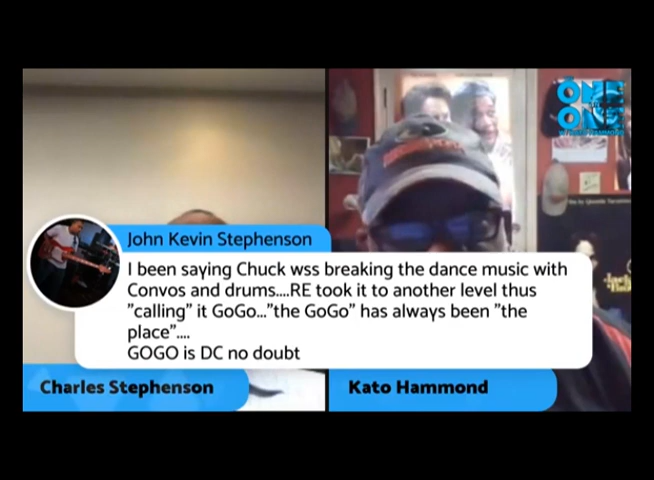 ONE
ON
ONE
John Kevin Stephenson
I been saying Chuck wss breaking the dance music with
Convos and drums....RE took it to another level thus
"calling" it GoGo..."the GoGo" has always been "the
place"....
GOGO is DC no doubt
Charles Stephenson
Kato Hammond